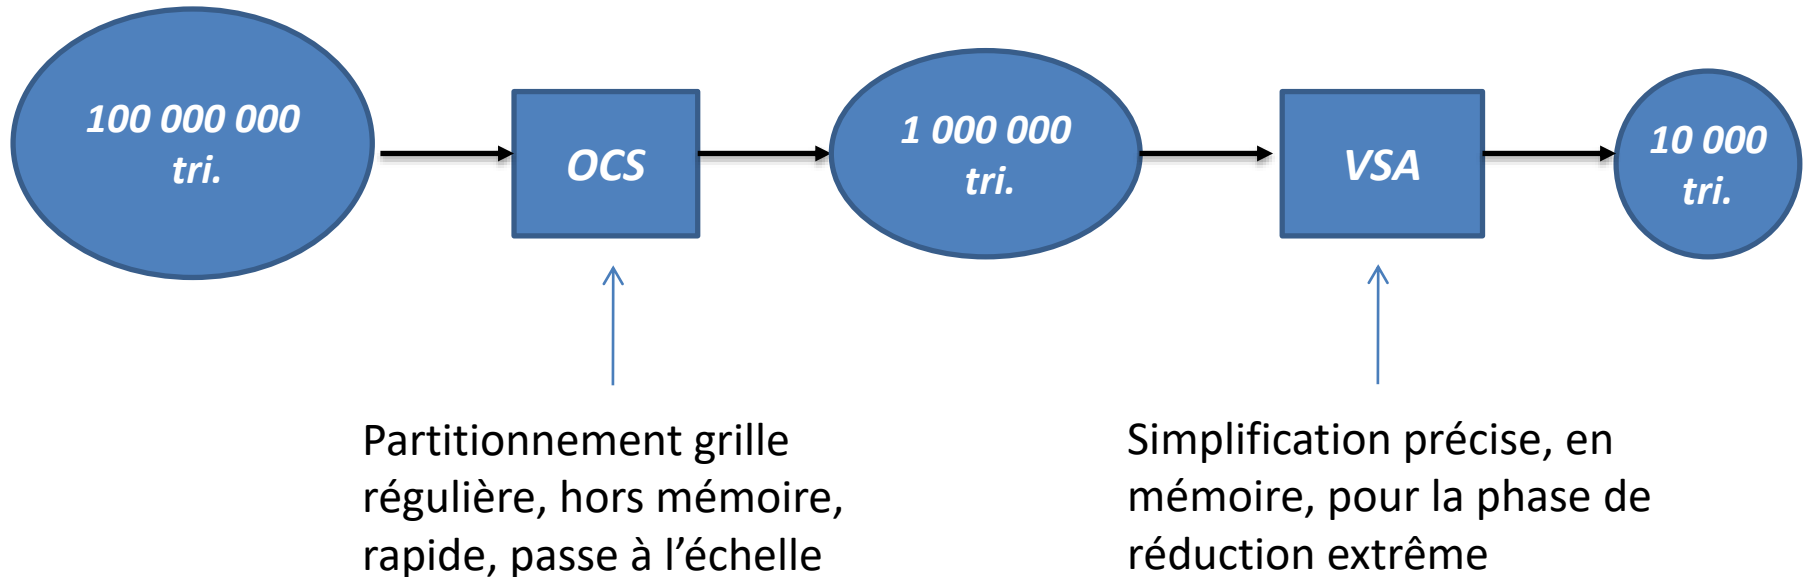 100 000 000
tri.
OCS
1 000 000
tri.
VSA
10 000
tri.
Partitionnement grille
régulière, hors mémoire,
rapide, passe à l’échelle
Simplification précise, en
mémoire, pour la phase de
réduction extrême